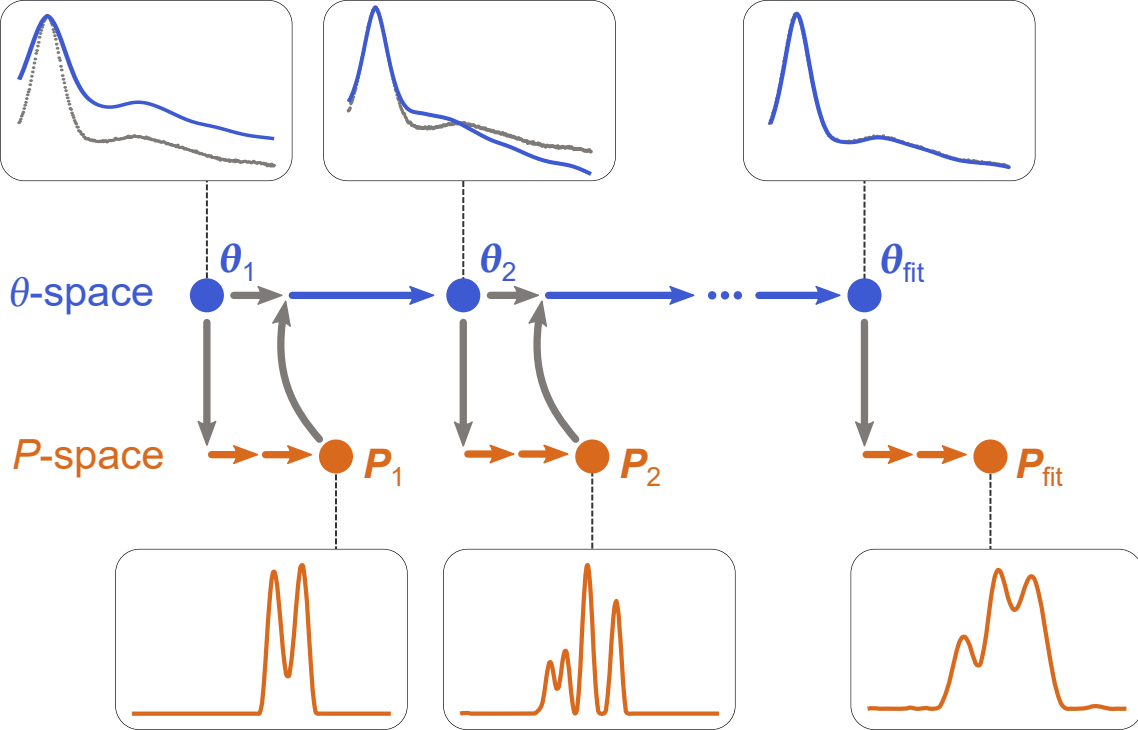 θ1
θ2
θfit
θ-space
P-space
P1
P2
Pfit